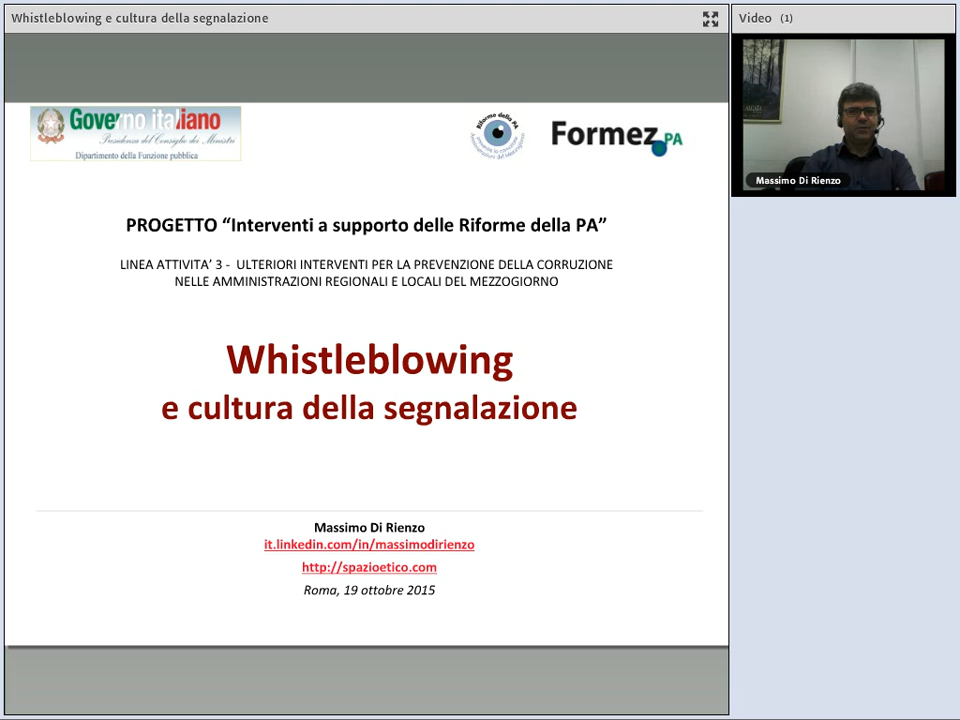 Whistleblowing e cultura della segnalazione
Video (1)
Governo italiano
Presidenza del Consiglio dei Ministri
Dipartimento della Funzione pubblica
Riforme della PA
Formez PA
Massimo Di Rienzo
PROGETTO “Interventi a supporto delle Riforme della PA”
LINEA ATTIVITA’ 3 - ULTERIORI INTERVENTI PER LA PREVENZIONE DELLA CORRUZIONE
NELLE AMMINISTRAZIONI REGIONALI E LOCALI DEL MEZZOGIORNO
Whistleblowing
e cultura della segnalazione
Massimo Di Rienzo
it.linkedin.com/in/massimodirienzo
http://spazioetico.com
Roma, 19 ottobre 2015